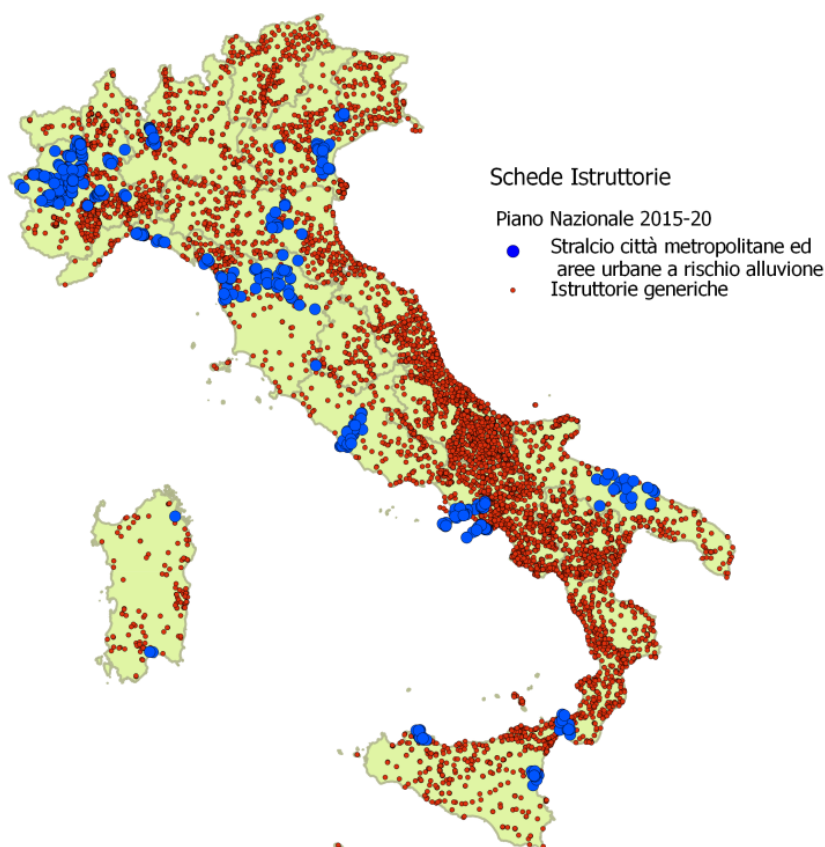 Schede Istruttorie
Piano Nazionale 2015-20
Stralcio città metropolitane ed
aree urbane a rischio alluvione
Istruttorie generiche